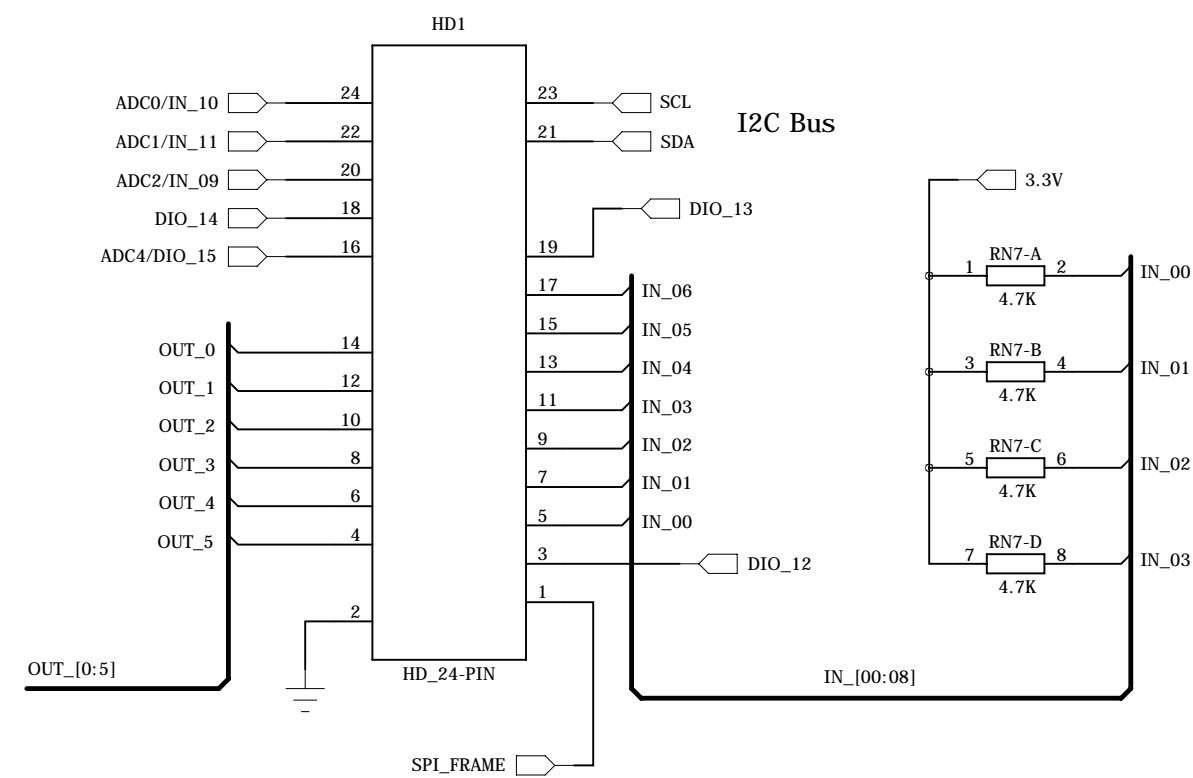 HD1
ADC0/IN_10 24 23 SCL
ADC1/IN_11 22 21 SDA
I2C Bus
ADC2/IN_09 20
3.3V
DIO_14 18
DIO_13
ADC4/DIO_15 16 19
17 IN_06
15 IN_05
OUT_0 14
13 IN_04
OUT_1 12
11 IN_03
OUT_2 10
9 IN_02
OUT_3 8
7 IN_01
OUT_4 6
5 IN_00
OUT_5 4
3 DIO_12
1
2
HD_24-PIN
OUT_[0:5]
SPI_FRAME
RN7-A
1 2 IN_00
4.7K
RN7-B
3 4 IN_01
4.7K
RN7-C
5 6 IN_02
4.7K
RN7-D
7 8 IN_03
4.7K
IN_[00:08]